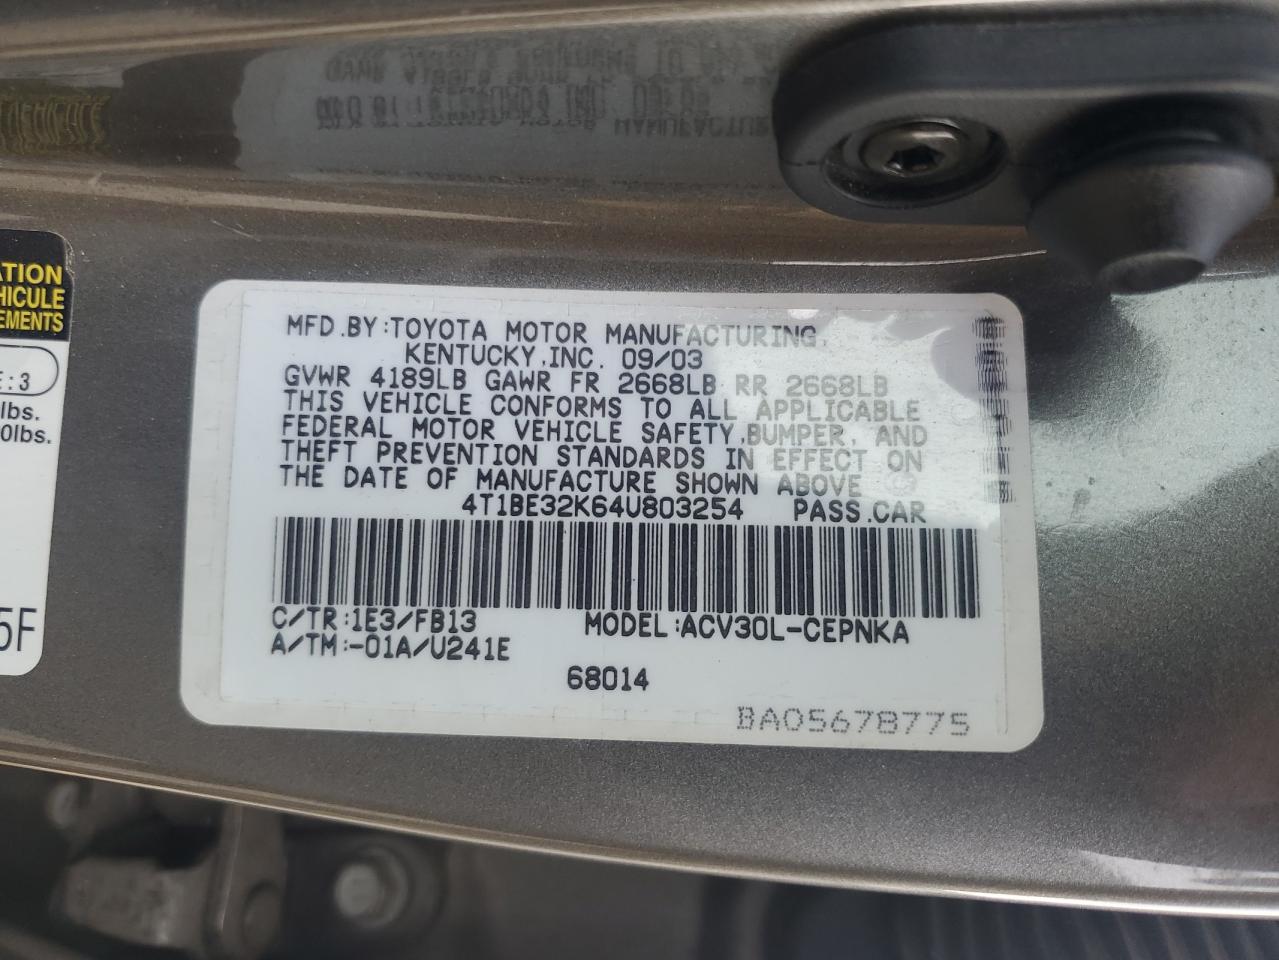 ATION
HICULE
EMENTS
E:3
lbs.
0lbs.
5F
MFD.BY:TOYOTA MOTOR MANUFACTURING,
KENTUCKY,INC. 09/03
GVWR 4189LB GAWR FR 2668LB RR 2668LB
THIS VEHICLE CONFORMS TO ALL APPLICABLE
FEDERAL MOTOR VEHICLE SAFETY,BUMPER, AND
THEFT PREVENTION STANDARDS IN EFFECT ON
THE DATE OF MANUFACTURE SHOWN ABOVE
4T1BE32K64U803254 PASS.CAR
C/TR:1E3/FB13 MODEL:ACV30L-CEPNKA
A/TM:-01A/U241E
68014
BA05678775